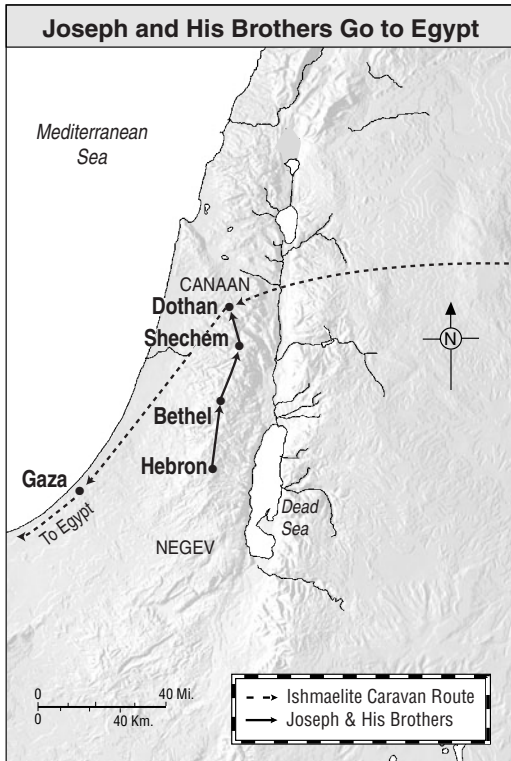 Joseph and His Brothers Go to Egypt
Mediterranean
Sea
CANAAN
Dothan
Shechem
Bethel
Hebron
Gaza
To Egypt
Dead
Sea
NEGEV
N
0 40 Mi.
0 40 Km.
Ishmaelite Caravan Route
Joseph & His Brothers